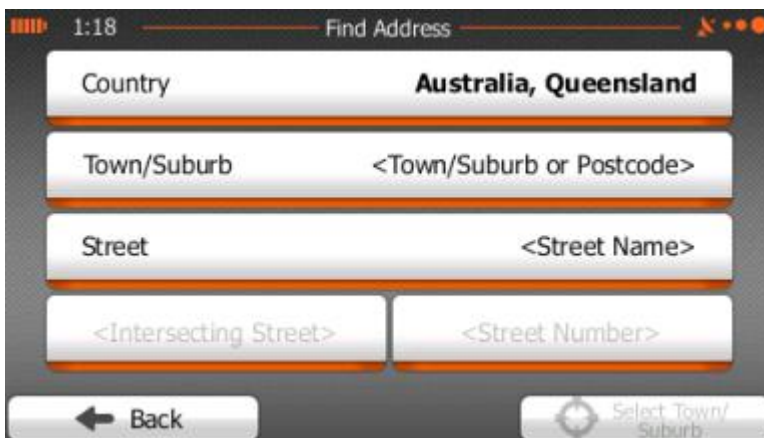 1:18 Find Address
Country Australia, Queensland
Town/Suburb <Town/Suburb or Postcode>
Street <Street Name>
<Intersecting Street> <Street Number>
Back Select Town/
Suburb